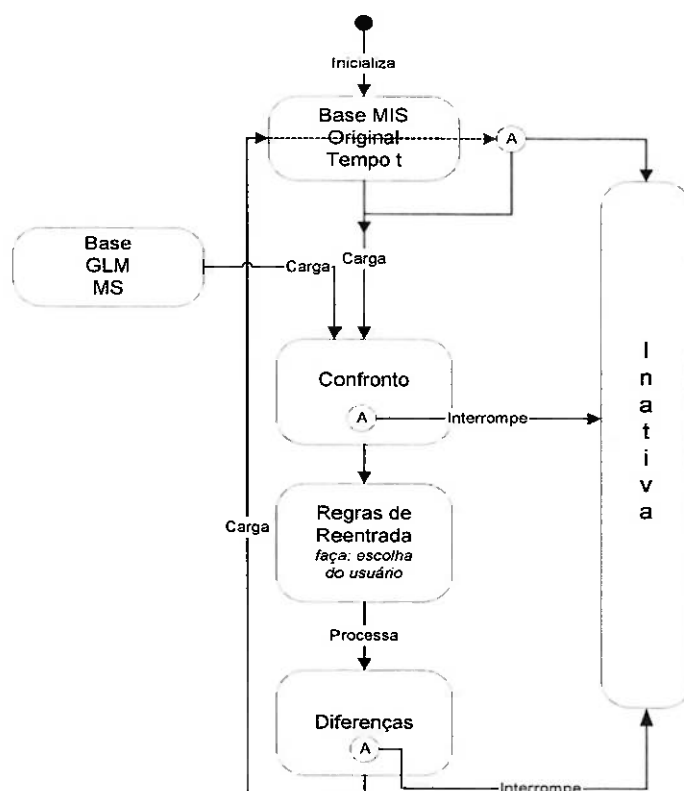 Inicializa
Base MIS
Original
Tempo t
A
Base
GLM
MS
Carga
Carga
Confronto
A
Interrompe
Inativa
Regras de
Reentrada
faça: escolha
do usuário
Carga
Processa
Diferenças
A
Interrompe